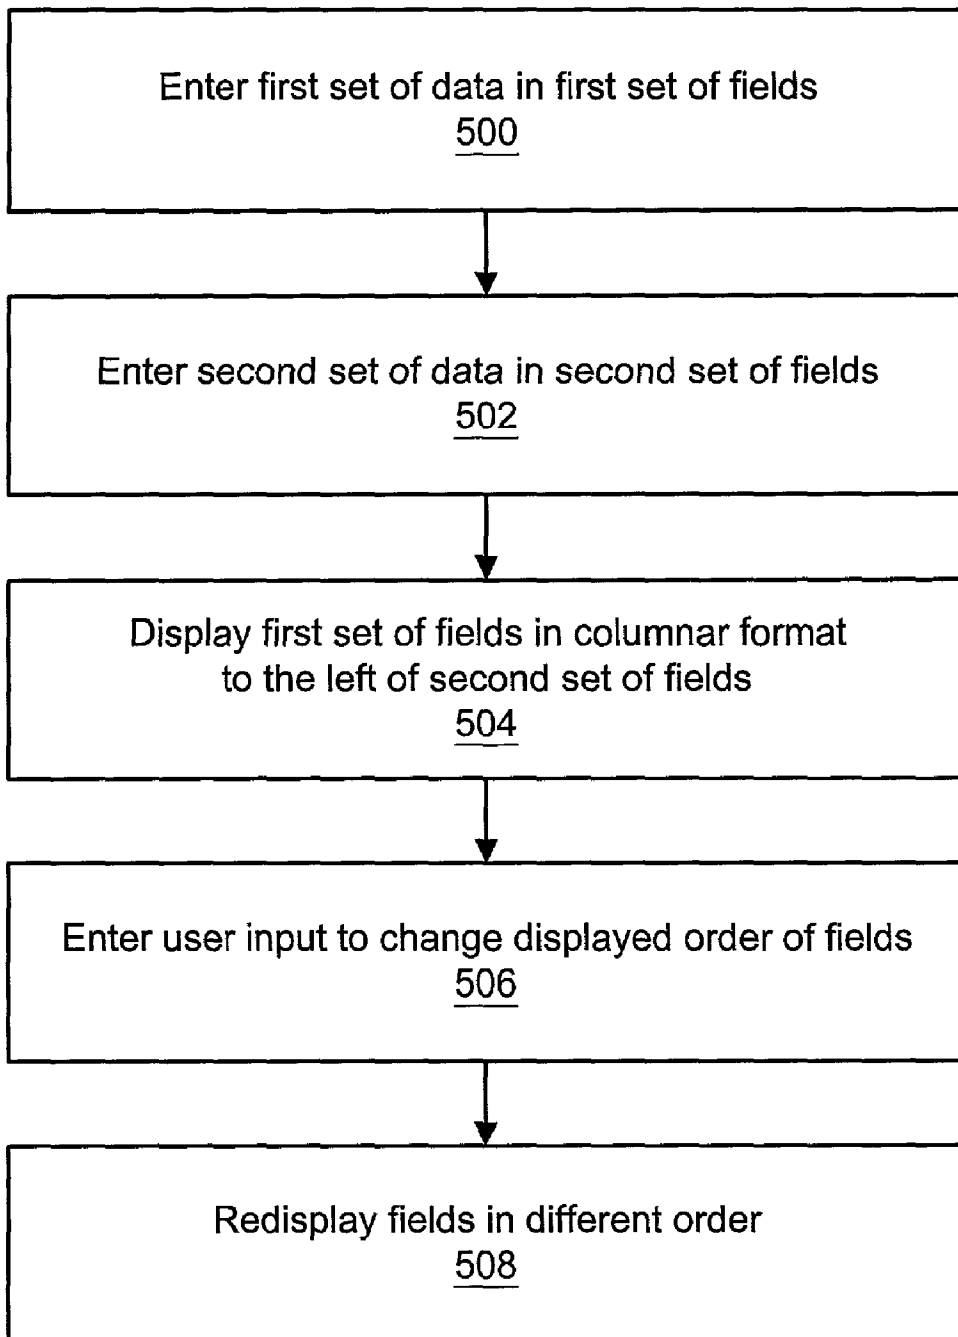 Enter first set of data in first set of fields
500
Enter second set of data in second set of fields
502
Display first set of fields in columnar format
to the left of second set of fields
504
Enter user input to change displayed order of fields
506
Redisplay fields in different order
508